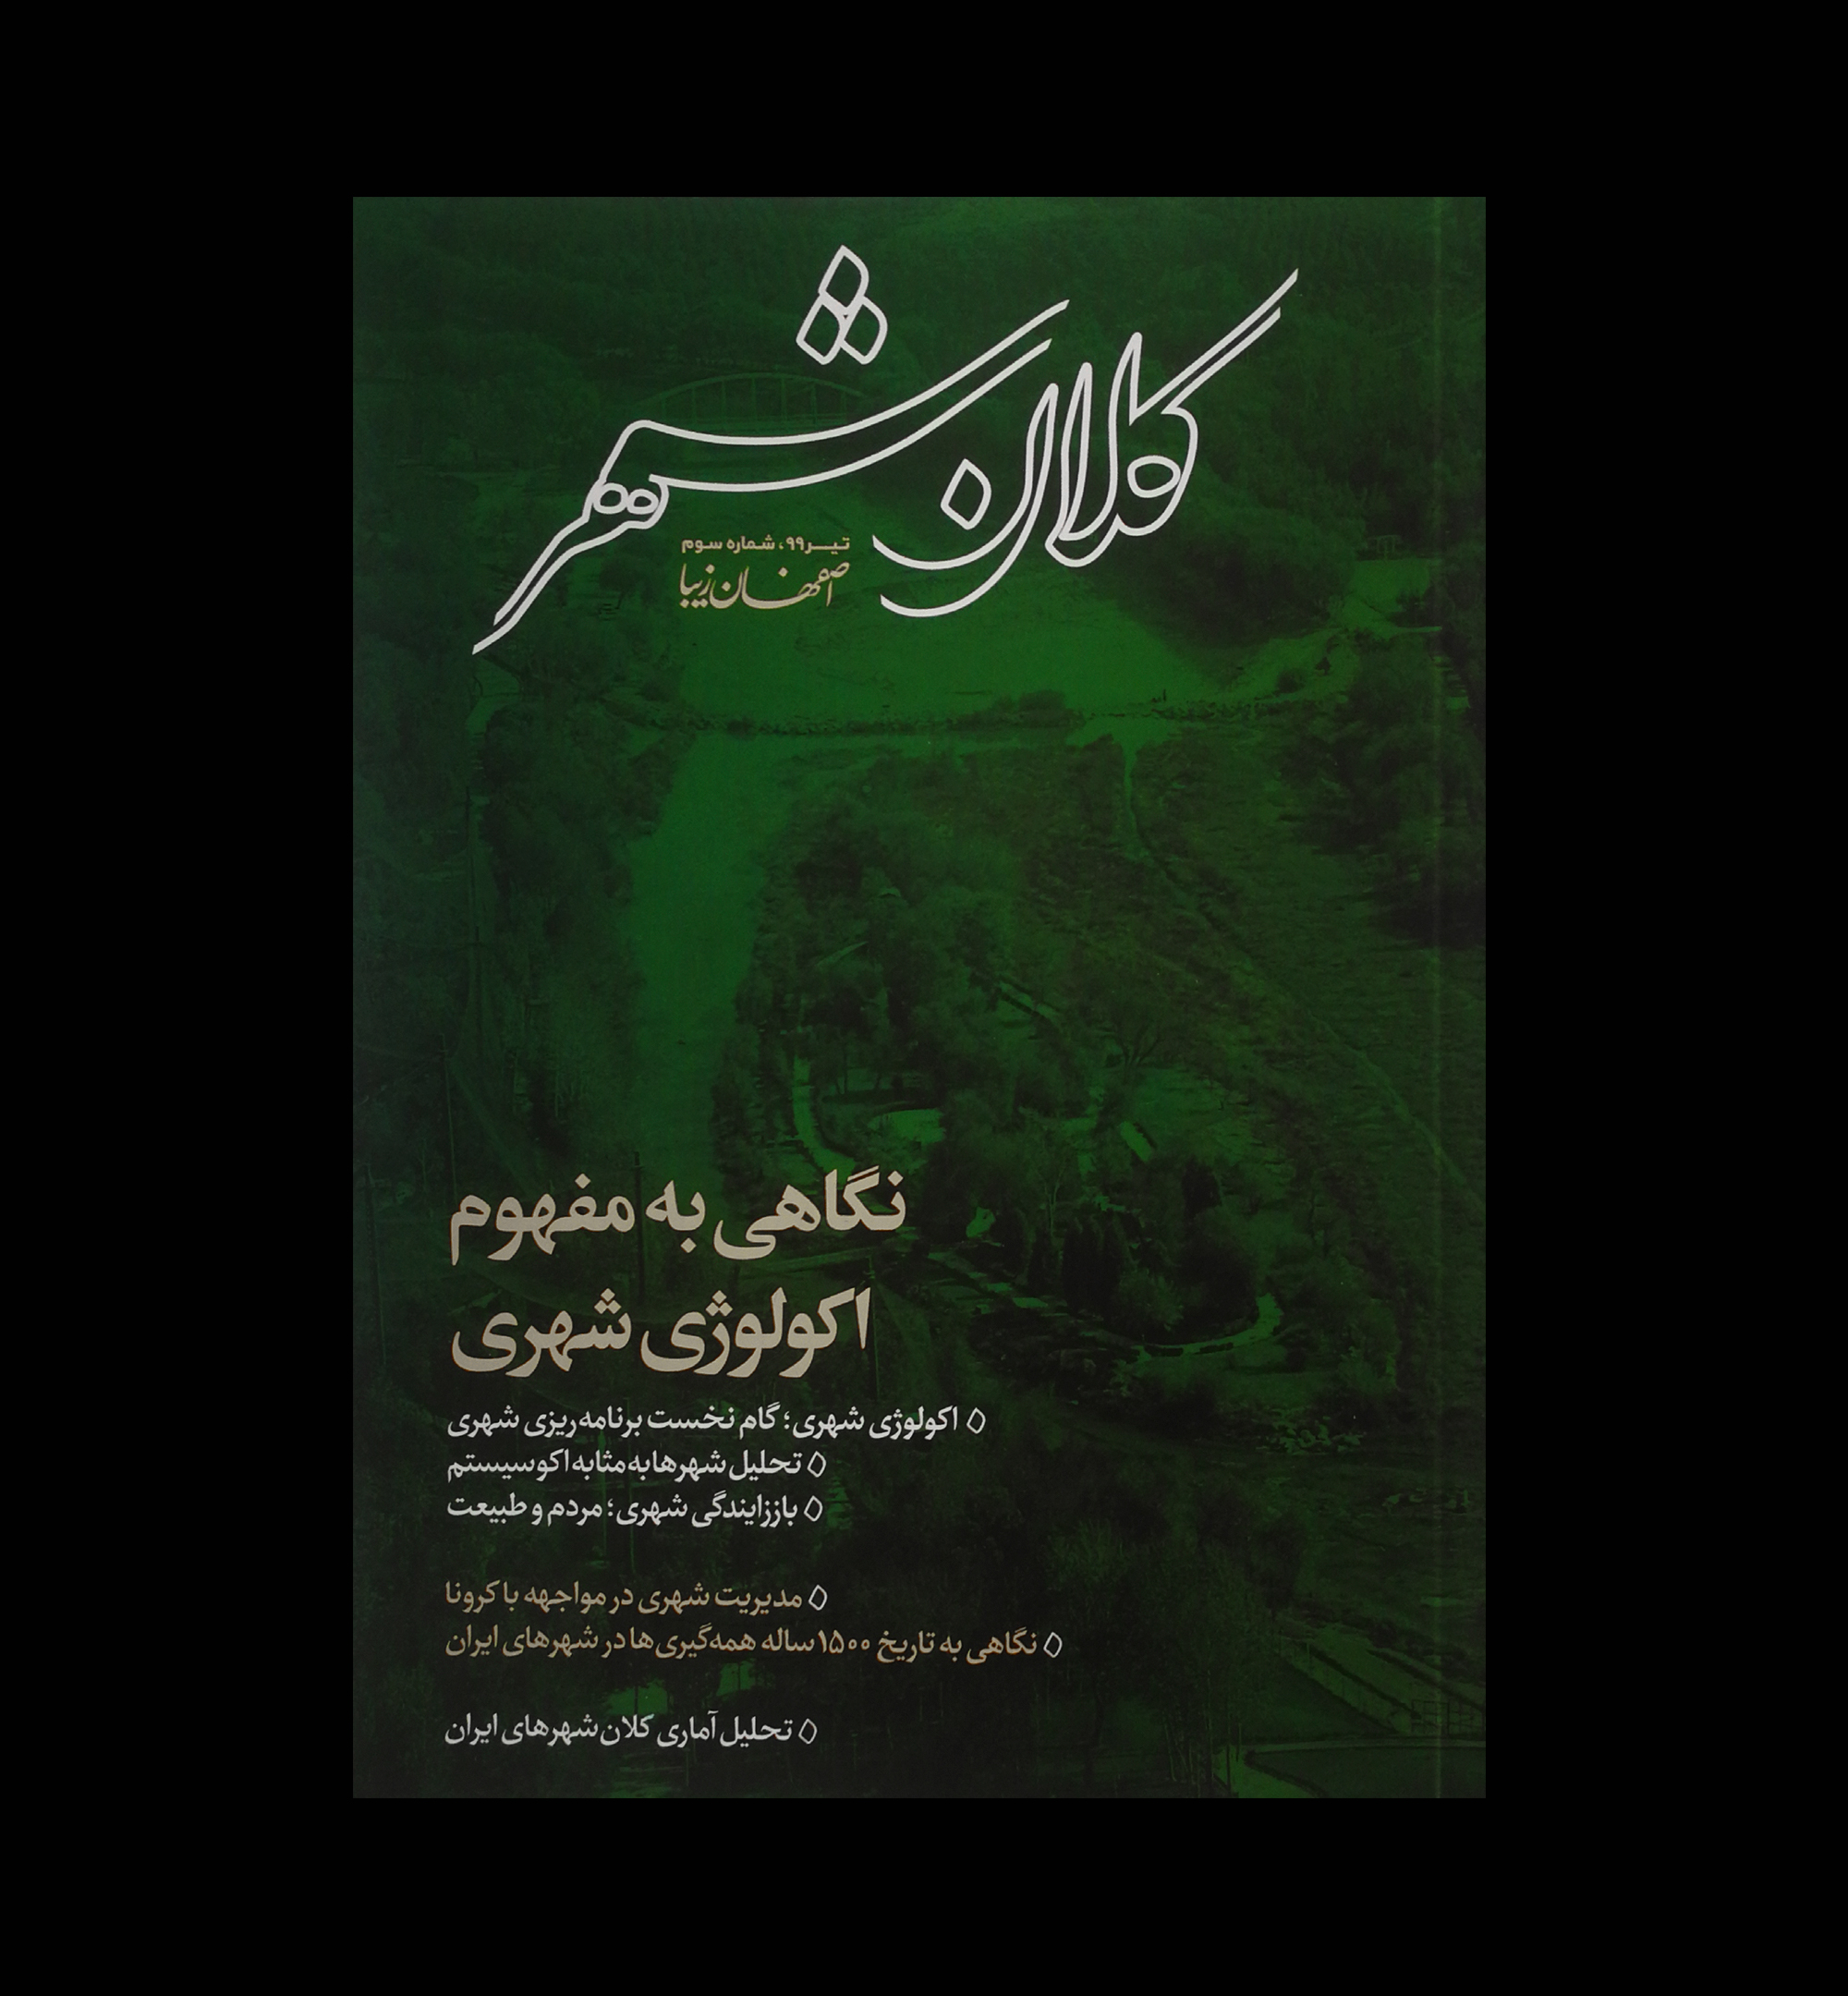 کلان شهر
تیر ۹۹، شماره سوم
اصفهان زیبا
نگاهی به مفهوم
اکولوژی شهری
اکولوژی شهری؛ گام نخست برنامه‌ریزی شهری
تحلیل شهرها به مثابه اکوسیستم
باززایندگی شهری؛ مردم و طبیعت
مدیریت شهری در مواجهه با کرونا
نگاهی به تاریخ ۱۵۰۰ ساله همه‌گیری‌ها در شهرهای ایران
تحلیل آماری کلان‌شهرهای ایران